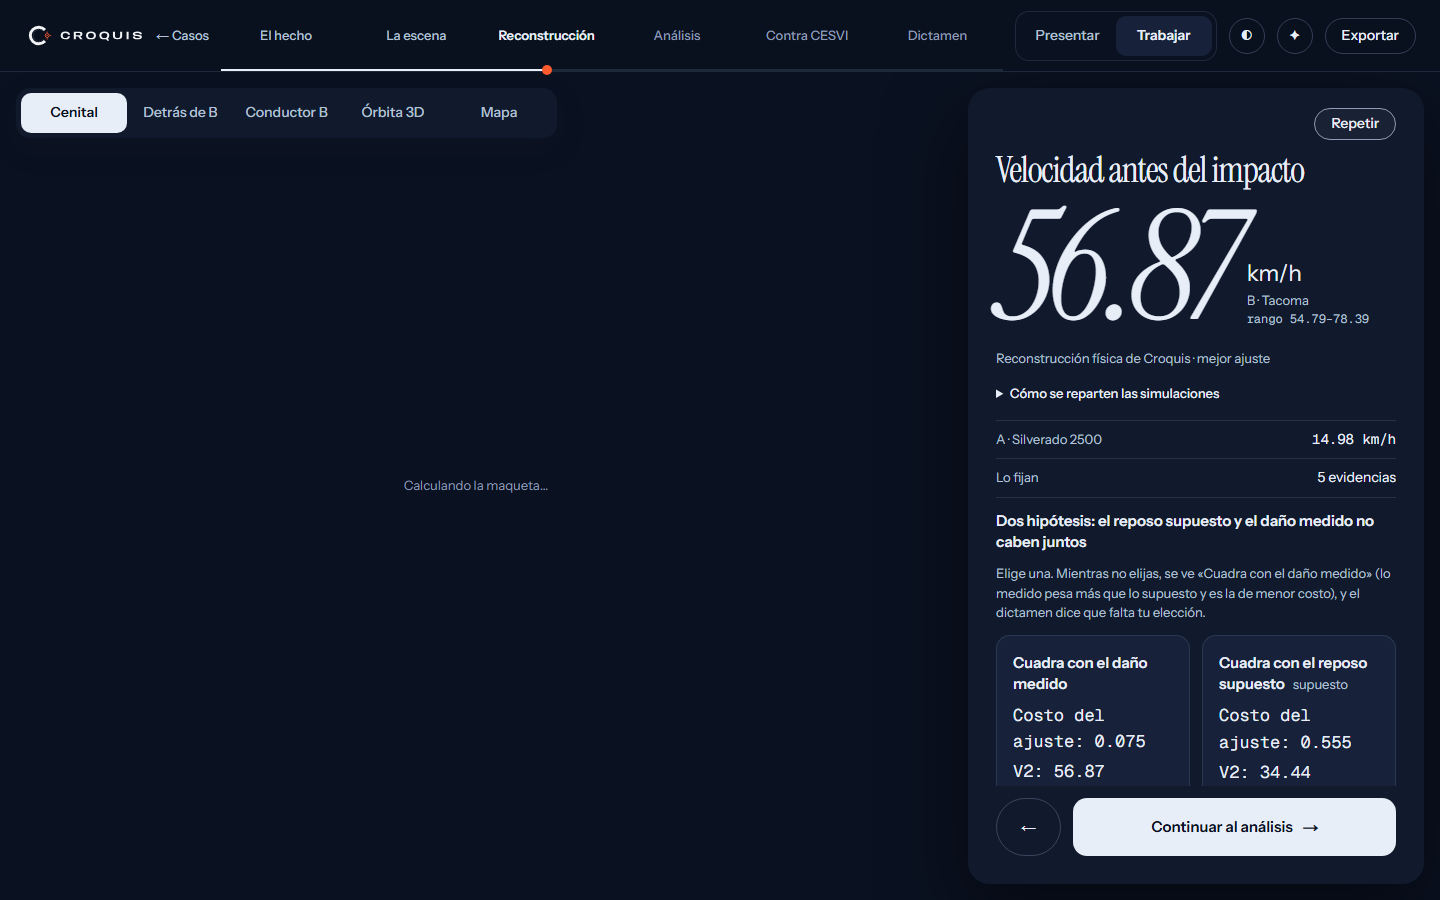 CROQUIS ← Casos El hecho La escena Reconstrucción Análisis Contra CESVI Dictamen Presentar Trabajar Exportar
Cenital Detrás de B Conductor B Órbita 3D Mapa
Calculando la maqueta...
Repetir
Velocidad antes del impacto
56.87 km/h
B · Tacoma
rango 54.79–78.39
Reconstrucción física de Croquis · mejor ajuste
▶ Cómo se reparten las simulaciones
A · Silverado 2500 14.98 km/h
Lo fijan 5 evidencias
Dos hipótesis: el reposo supuesto y el daño medido no
caben juntos
Elige una. Mientras no elijas, se ve «Cuadra con el daño medido» (lo
medido pesa más que lo supuesto y es la de menor costo), y el
dictamen dice que falta tu elección.
Cuadra con el daño
medido
Costo del
ajuste: 0.075
V2: 56.87
Cuadra con el reposo
supuesto supuesto
Costo del
ajuste: 0.555
V2: 34.44
← Continuar al análisis →